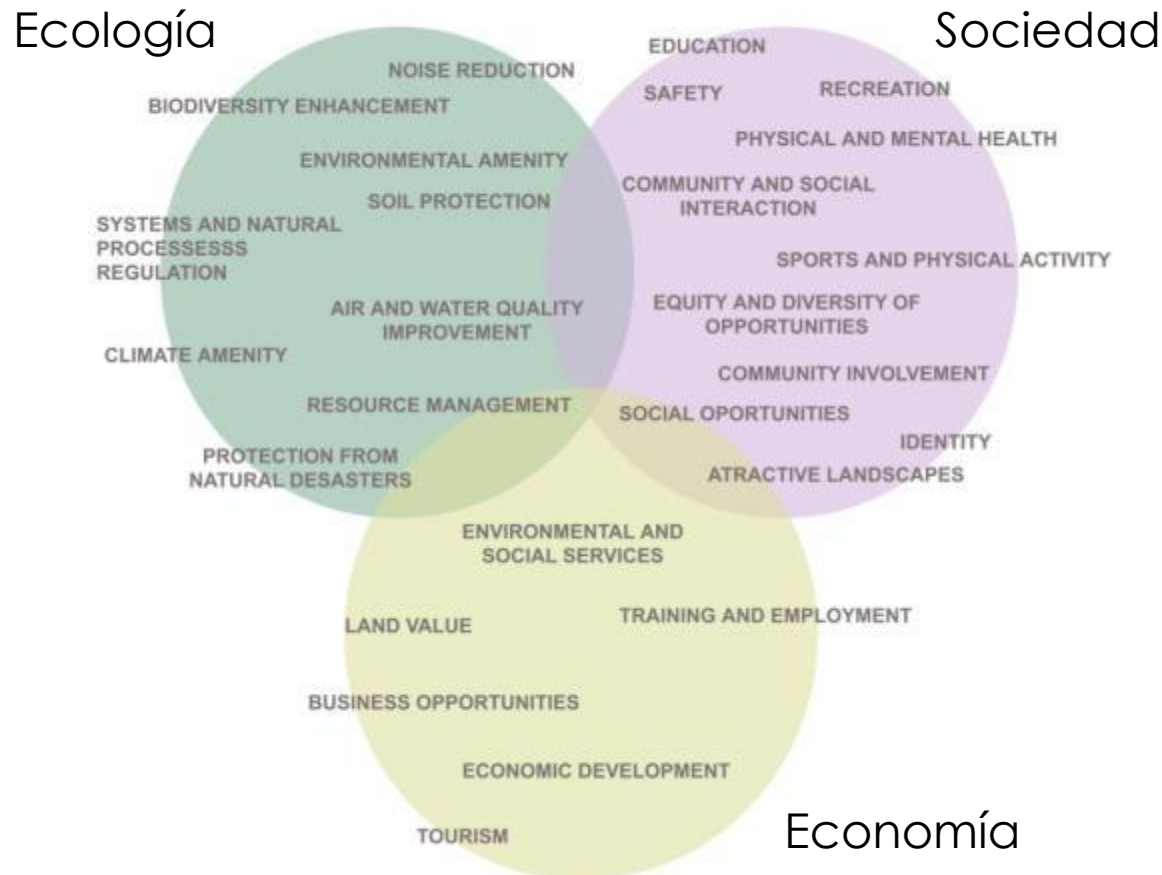 Ecología
Sociedad
EDUCATION
NOISE REDUCTION
SAFETY
RECREATION
BIODIVERSITY ENHANCEMENT
PHYSICAL AND MENTAL HEALTH
ENVIRONMENTAL AMENITY
COMMUNITY AND SOCIAL
INTERACTION
SOIL PROTECTION
SYSTEMS AND NATURAL
PROCESSESSS
REGULATION
SPORTS AND PHYSICAL ACTIVITY
AIR AND WATER QUALITY
IMPROVEMENT
EQUITY AND DIVERSITY OF
OPPORTUNITIES
CLIMATE AMENITY
COMMUNITY INVOLVEMENT
RESOURCE MANAGEMENT
SOCIAL OPORTUNITIES
IDENTITY
PROTECTION FROM
NATURAL DESASTERS
ATRACTIVE LANDSCAPES
ENVIRONMENTAL AND
SOCIAL SERVICES
LAND VALUE
TRAINING AND EMPLOYMENT
BUSINESS OPPORTUNITIES
ECONOMIC DEVELOPMENT
TOURISM
Economía